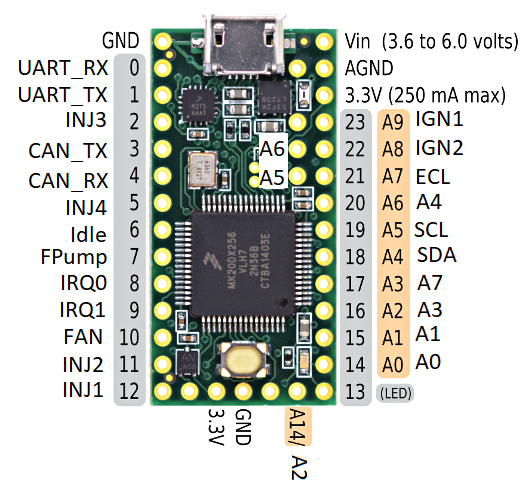 GND
Vin (3.6 to 6.0 volts)
UART_RX 0
AGND
UART_TX 1
3.3V (250 mA max)
INJ3 2
23 A9 IGN1
CAN_TX 3
A6
22 A8 IGN2
CAN_RX 4
A5
21 A7 ECL
INJ4 5
20 A6 A4
Idle 6
19 A5 SCL
FPump 7
18 A4 SDA
IRQ0 8
17 A3 A7
IRQ1 9
16 A2 A3
FAN 10
15 A1 A1
INJ2 11
14 A0 A0
INJ1 12
13 (LED)
MK20DX256
VLH7
2N36B
CTBA1403E
3.3V
GND
A14/ A2